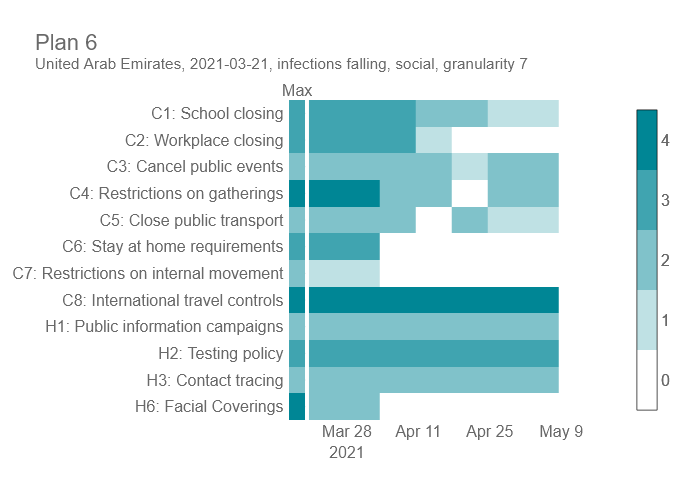 Plan 6
United Arab Emirates, 2021-03-21, infections falling, social, granularity 7
Max
C1: School closing
C2: Workplace closing
C3: Cancel public events
C4: Restrictions on gatherings
C5: Close public transport
C6: Stay at home requirements
C7: Restrictions on internal movement
C8: International travel controls
H1: Public information campaigns
H2: Testing policy
H3: Contact tracing
H6: Facial Coverings
Mar 28 Apr 11 Apr 25 May 9
2021
4
3
2
1
0